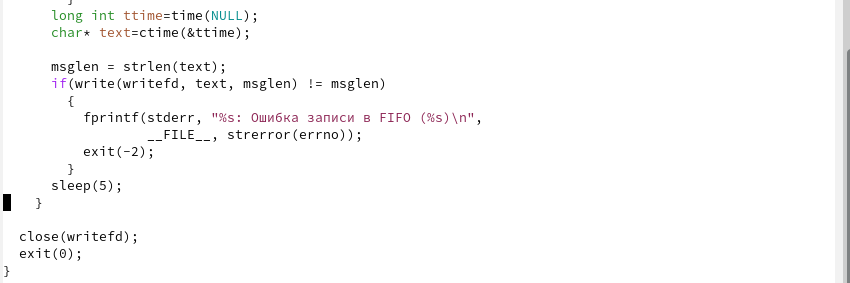 }
long int ttime=time(NULL);
char* text=ctime(&ttime);
msglen = strlen(text);
if(write(writefd, text, msglen) != msglen)
{
fprintf(stderr, "%s: Ошибка записи в FIFO (%s)\n",
__FILE__, strerror(errno));
exit(-2);
}
sleep(5);
}
close(writefd);
exit(0);
}